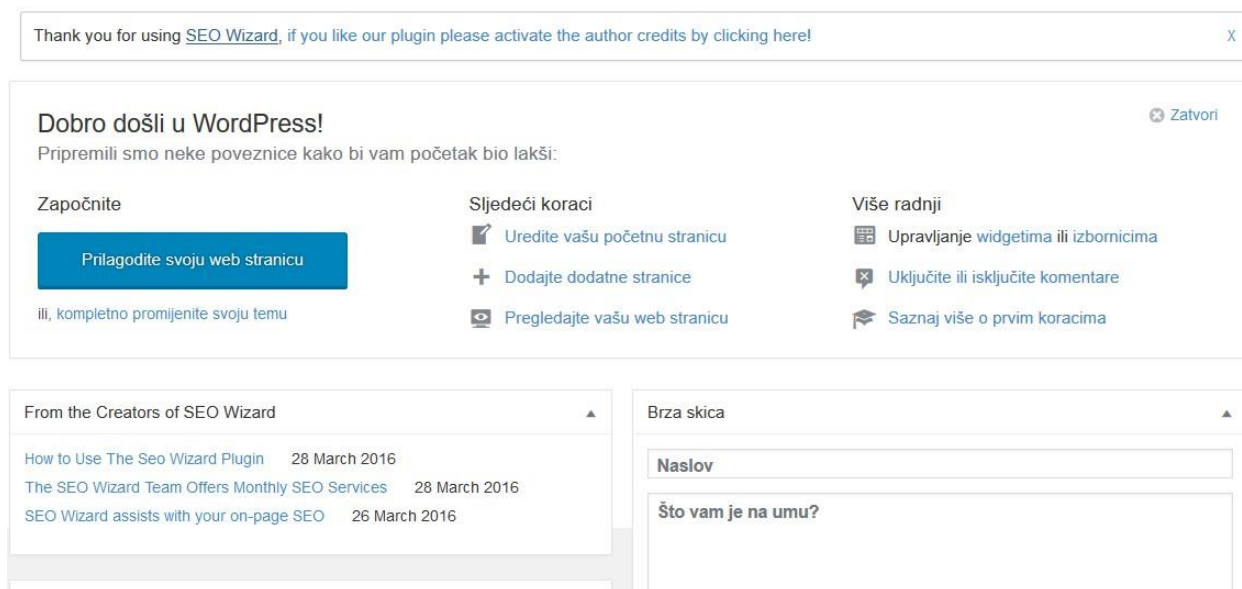 Thank you for using SEO Wizard, if you like our plugin please activate the author credits by clicking here!
X
Dobro došli u WordPress!
Zatvori
Pripremili smo neke poveznice kako bi vam početak bio lakši:
Započnite
Prilagodite svoju web stranicu
ili, kompletno promijenite svoju temu
Sljedeći koraci
Uredite vašu početnu stranicu
Dodajte dodatne stranice
Pregledajte vašu web stranicu
Više radnji
Upravljanje widgetima ili izbornicima
Uključite ili isključite komentare
Saznaj više o prvim koracima
From the Creators of SEO Wizard
How to Use The Seo Wizard Plugin 28 March 2016
The SEO Wizard Team Offers Monthly SEO Services 28 March 2016
SEO Wizard assists with your on-page SEO 26 March 2016
Brza skica
Naslov
Što vam je na umu?